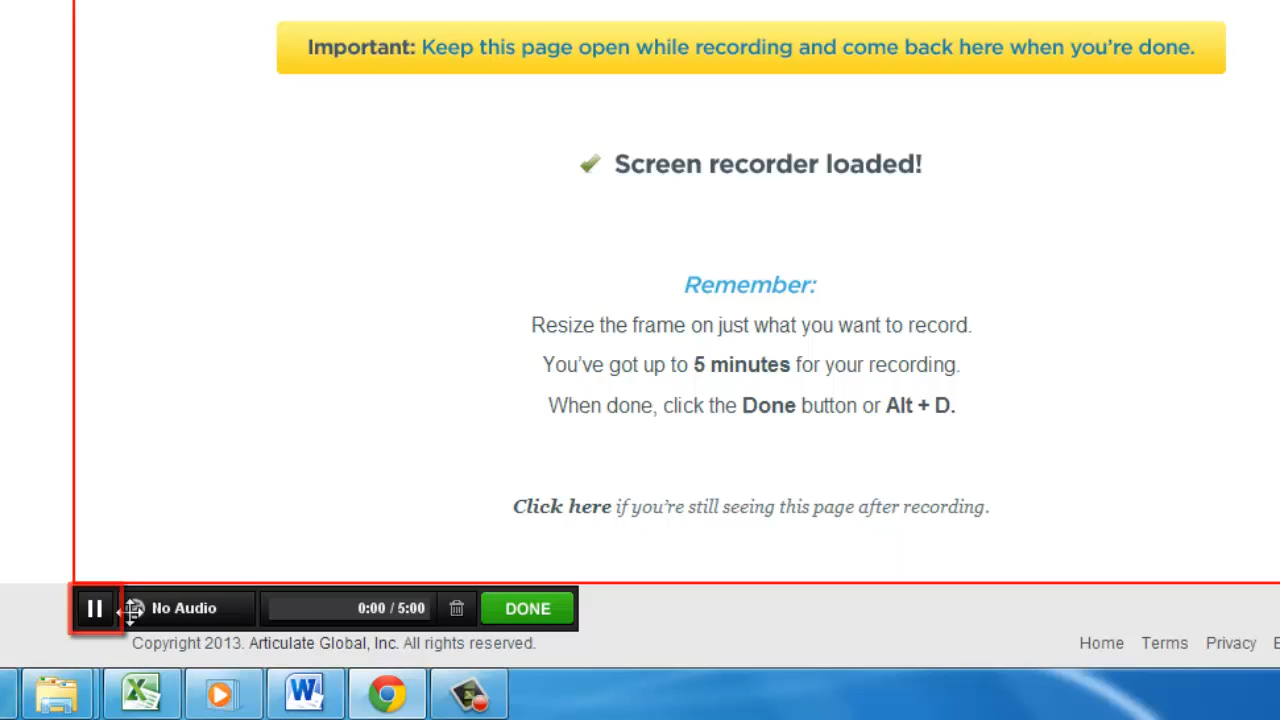 Important: Keep this page open while recording and come back here when you're done.
Screen recorder loaded!
Remember:
Resize the frame on just what you want to record.
You've got up to 5 minutes for your recording.
When done, click the Done button or Alt + D.
Click here if you're still seeing this page after recording.
No Audio 0:00 / 5:00 DONE
Copyright 2013. Articulate Global, Inc. All rights reserved. Home Terms Privacy